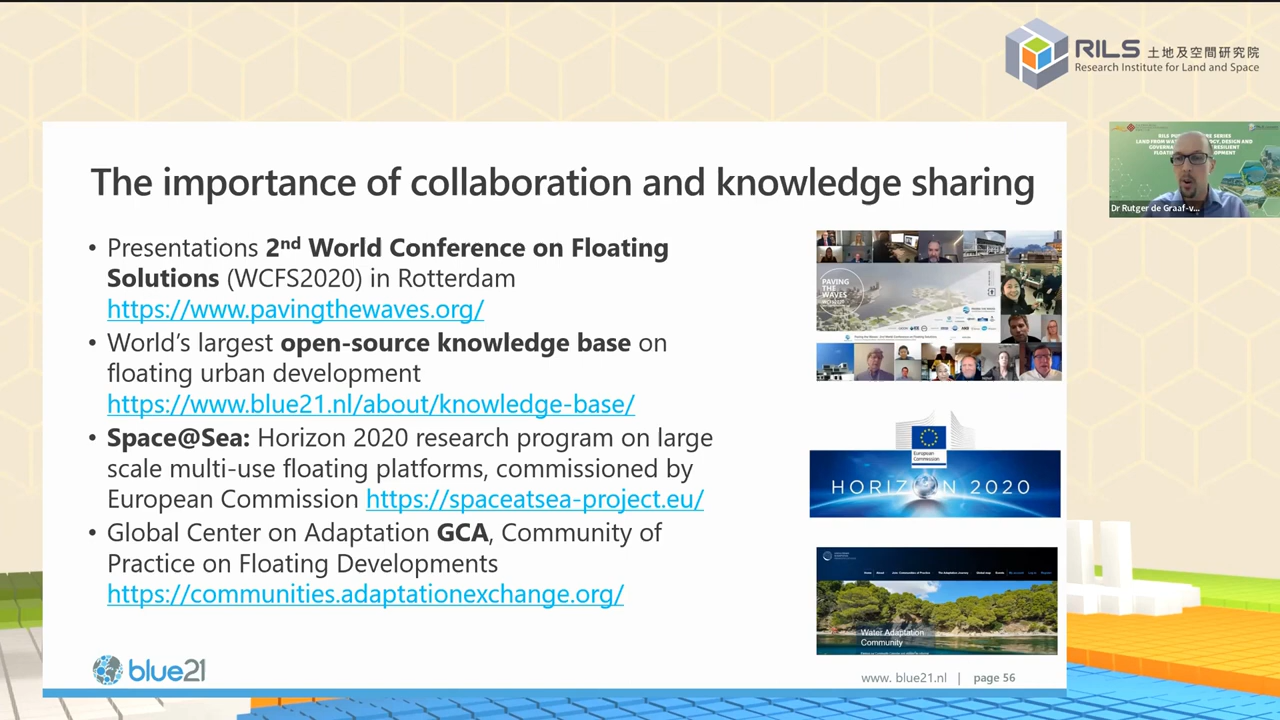 RILS 土地及空間研究院
Research Institute for Land and Space
Dr Rutger de Graaf-v...
The importance of collaboration and knowledge sharing
• Presentations 2nd World Conference on Floating
Solutions (WCFS2020) in Rotterdam
https://www.pavingthewaves.org/
• World's largest open-source knowledge base on
floating urban development
https://www.blue21.nl/about/knowledge-base/
• Space@Sea: Horizon 2020 research program on large
scale multi-use floating platforms, commissioned by
European Commission https://spaceatsea-project.eu/
• Global Center on Adaptation GCA, Community of
Practice on Floating Developments
https://communities.adaptationexchange.org/
PAVING
THE
WAVES
European
Commission
HORIZON 2020
Water Adaptation
Community
blue21
www. blue21.nl | page 56